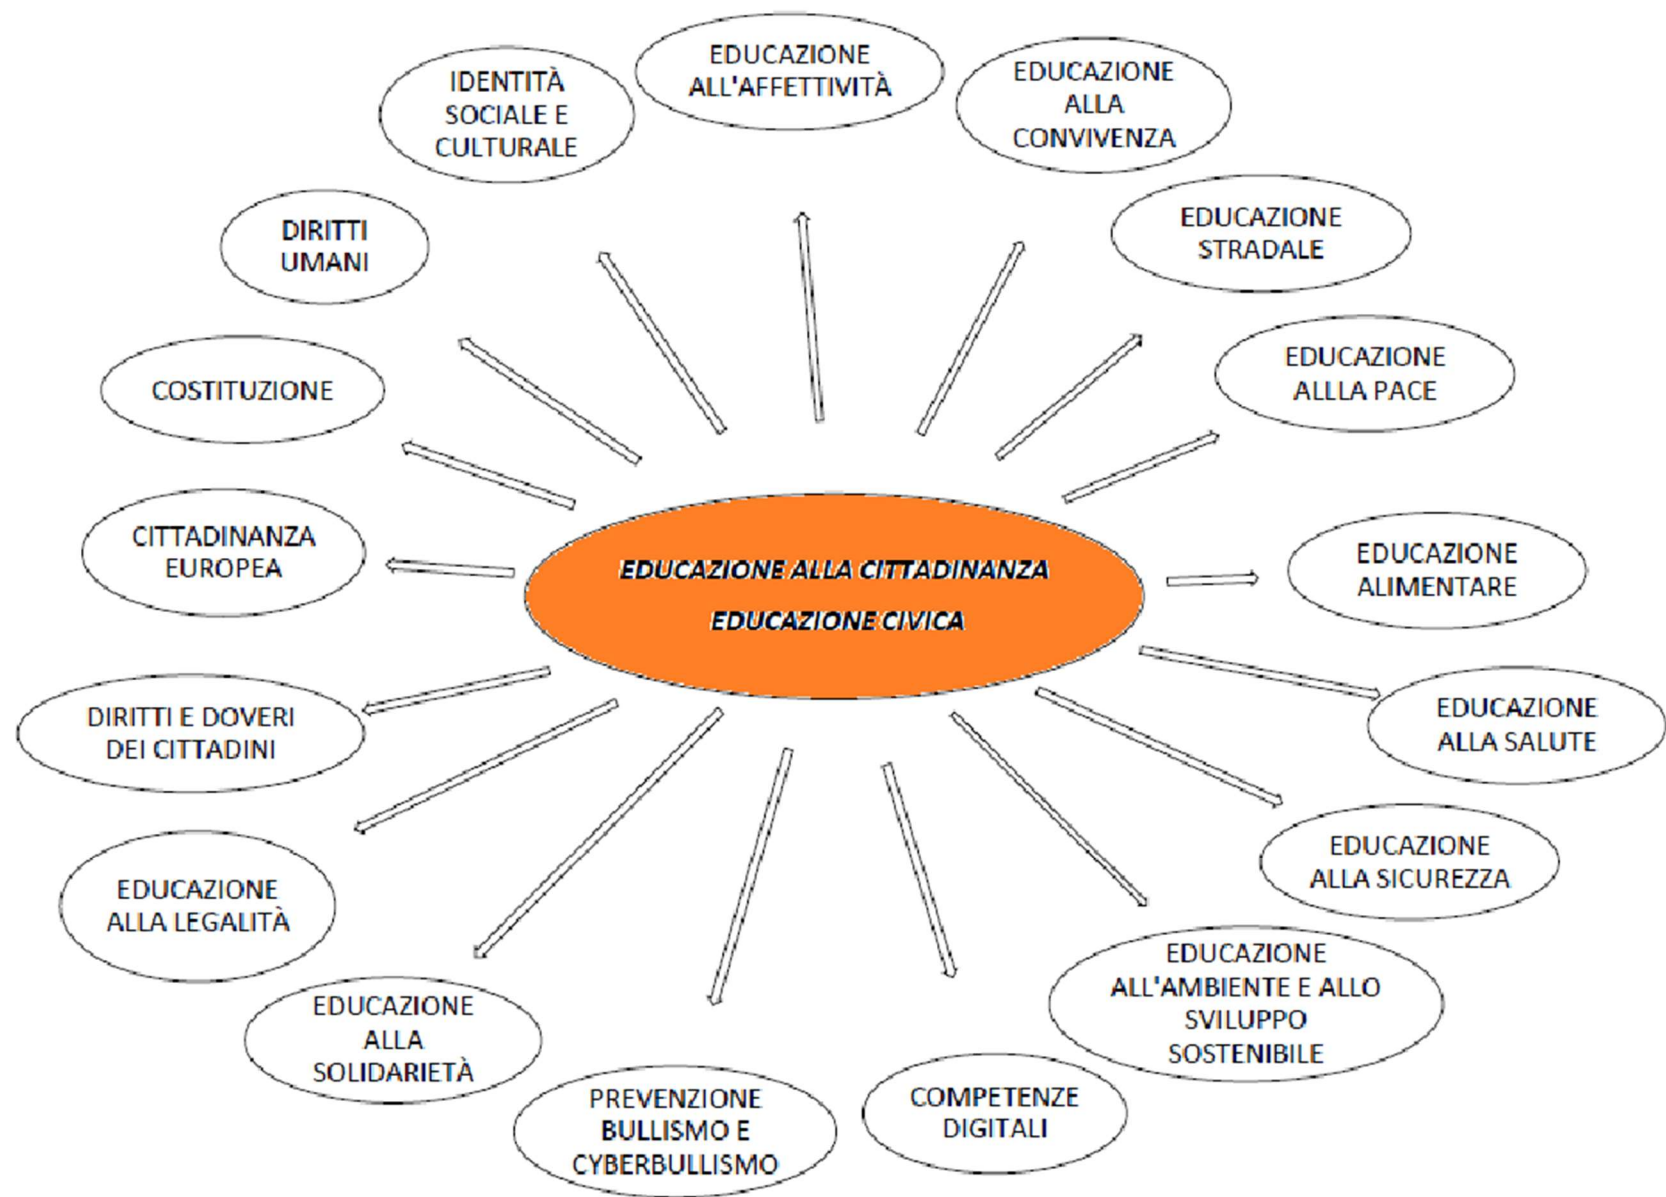 EDUCAZIONE
ALL'AFFETTIVITÀ
IDENTITÀ
SOCIALE E
CULTURALE
EDUCAZIONE
ALLA
CONVIVENZA
DIRITTI
UMANI
EDUCAZIONE
STRADALE
COSTITUZIONE
EDUCAZIONE
ALLLA PACE
CITTADINANZA
EUROPEA
EDUCAZIONE ALLA CITTADINANZA
EDUCAZIONE CIVICA
EDUCAZIONE
ALIMENTARE
DIRITTI E DOVERI
DEI CITTADINI
EDUCAZIONE
ALLA SALUTE
EDUCAZIONE
ALLA LEGALITÀ
EDUCAZIONE
ALLA SICUREZZA
EDUCAZIONE
ALLA
SOLIDARIETÀ
EDUCAZIONE
ALL'AMBIENTE E ALLO
SVILUPPO
SOSTENIBILE
PREVENZIONE
BULLISMO E
CYBERBULLISMO
COMPETENZE
DIGITALI